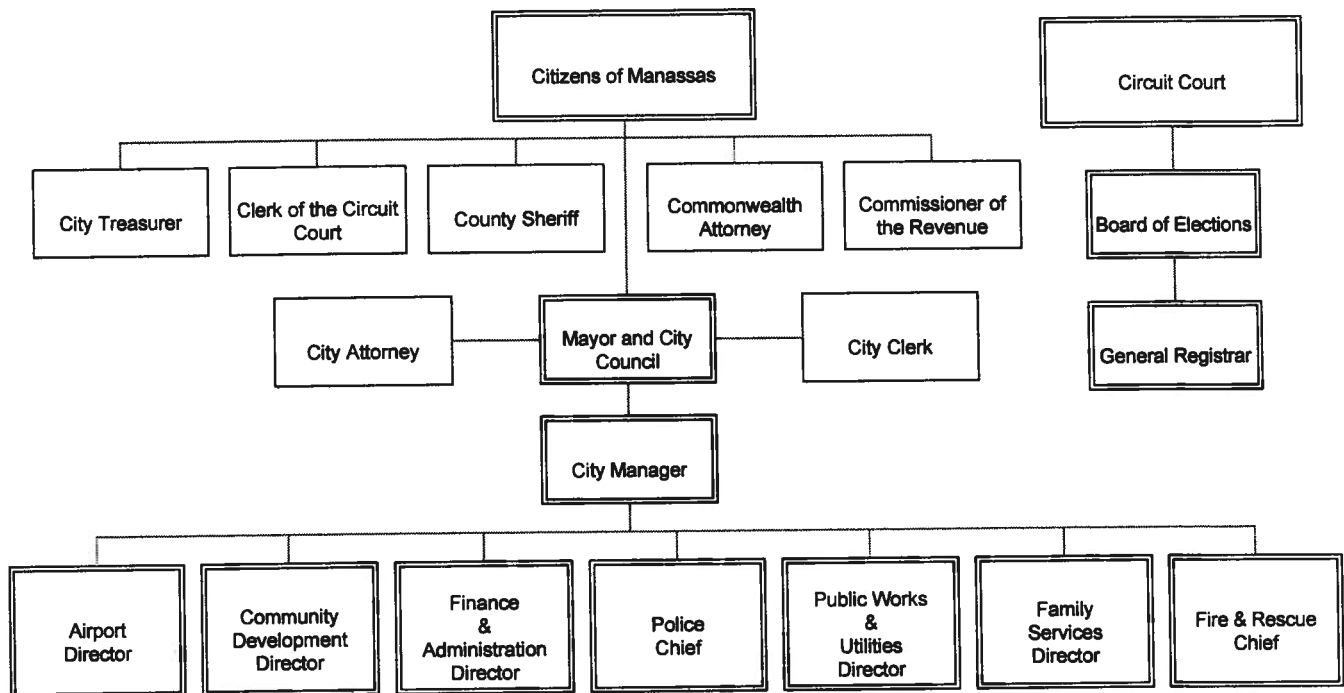 Citizens of Manassas
Circuit Court
City Treasurer
Clerk of the Circuit
Court
County Sheriff
Commonwealth
Attorney
Commissioner of
the Revenue
Board of Elections
City Attorney
Mayor and City
Council
City Clerk
General Registrar
City Manager
Airport
Director
Community
Development
Director
Finance
&
Administration
Director
Police
Chief
Public Works
&
Utilities
Director
Family
Services
Director
Fire & Rescue
Chief